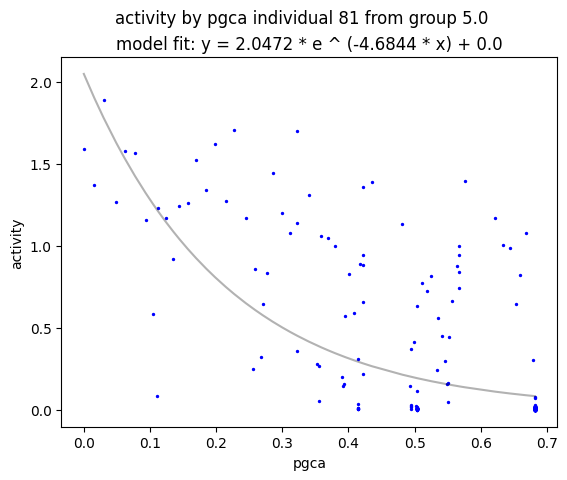 activity by pgca individual 81 from group 5.0
model fit: y = 2.0472 * e ^ (-4.6844 * x) + 0.0
2.0
1.5
1.0
0.5
0.0
activity
0.0 0.1 0.2 0.3 0.4 0.5 0.6 0.7
pgca